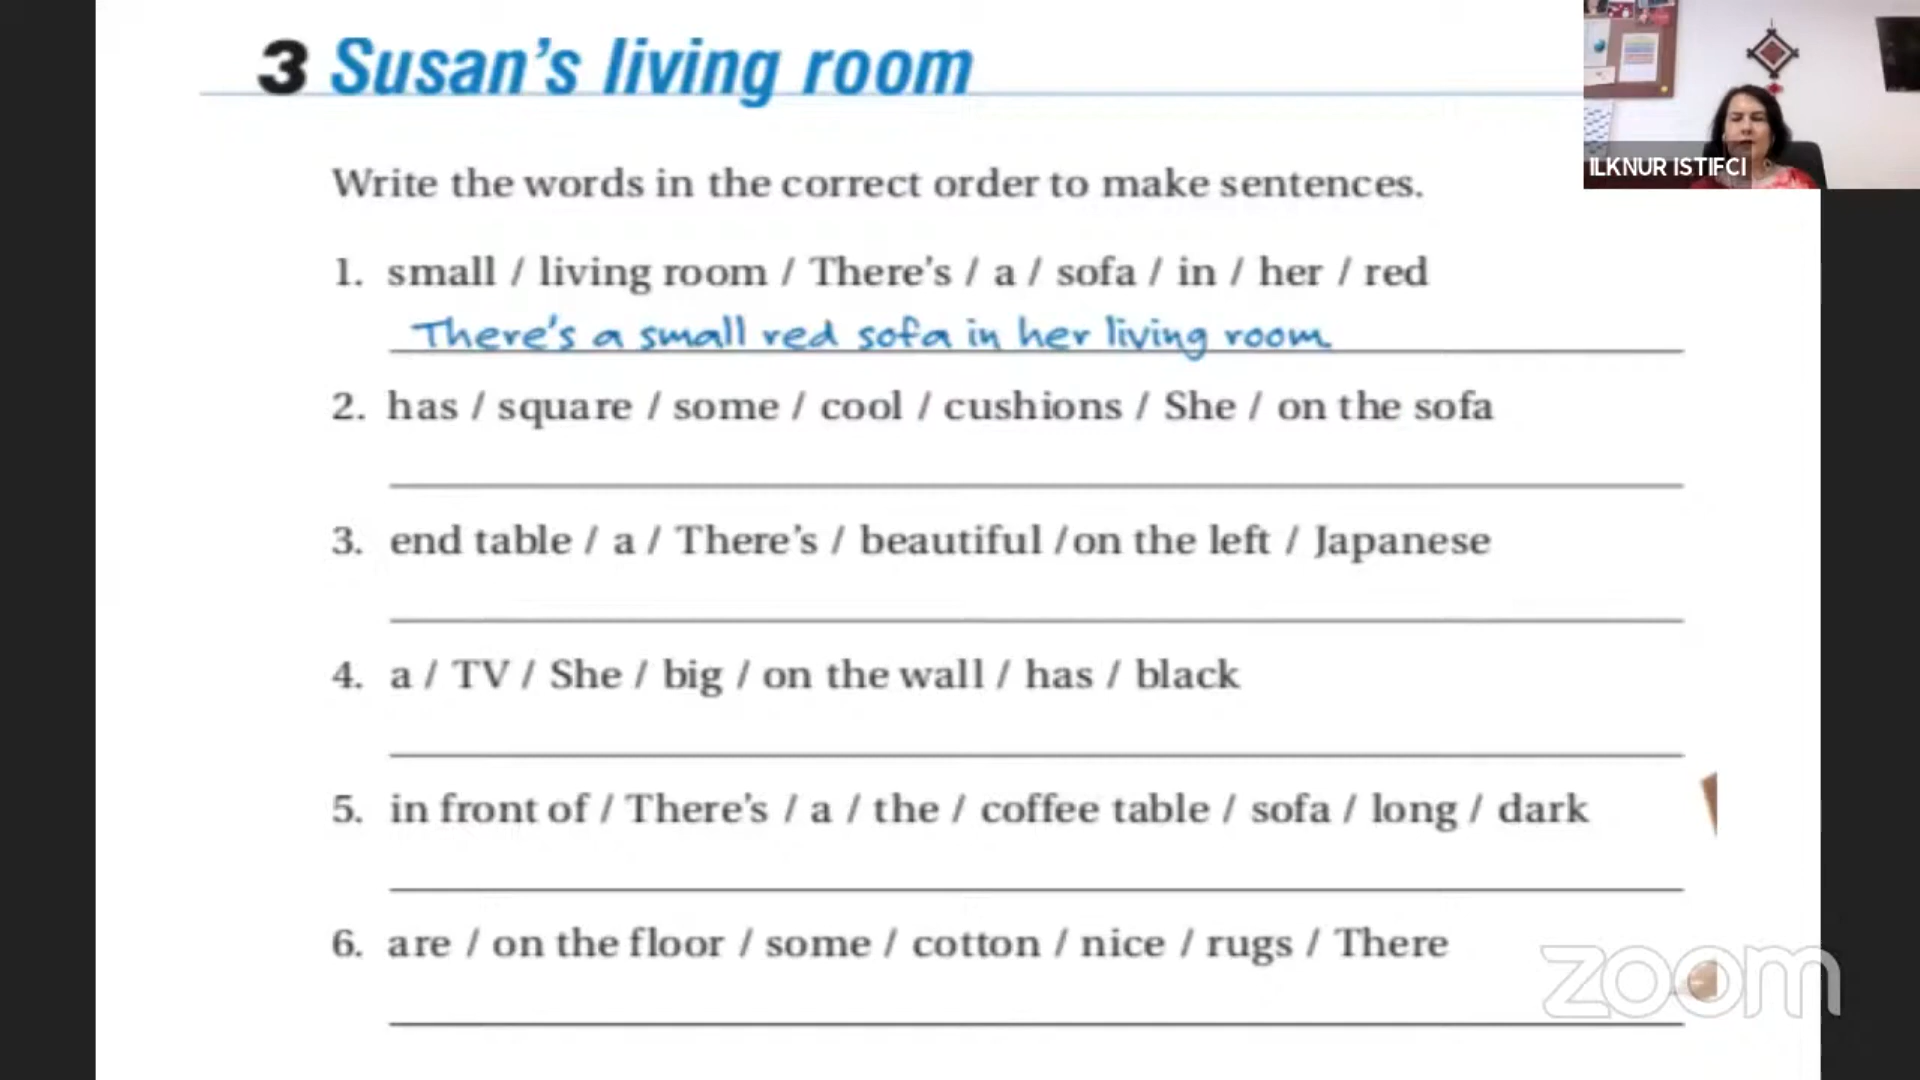 3 Susan's living room
ILKNUR ISTIFCI
Write the words in the correct order to make sentences.
1. small / living room / There's / a / sofa / in / her / red
There's a small red sofa in her living room
2. has / square / some / cool / cushions / She / on the sofa
3. end table / a / There's / beautiful /on the left / Japanese
4. a / TV / She / big / on the wall / has / black
5. in front of / There's / a / the / coffee table / sofa / long / dark
6. are / on the floor / some / cotton / nice / rugs / There
zoom